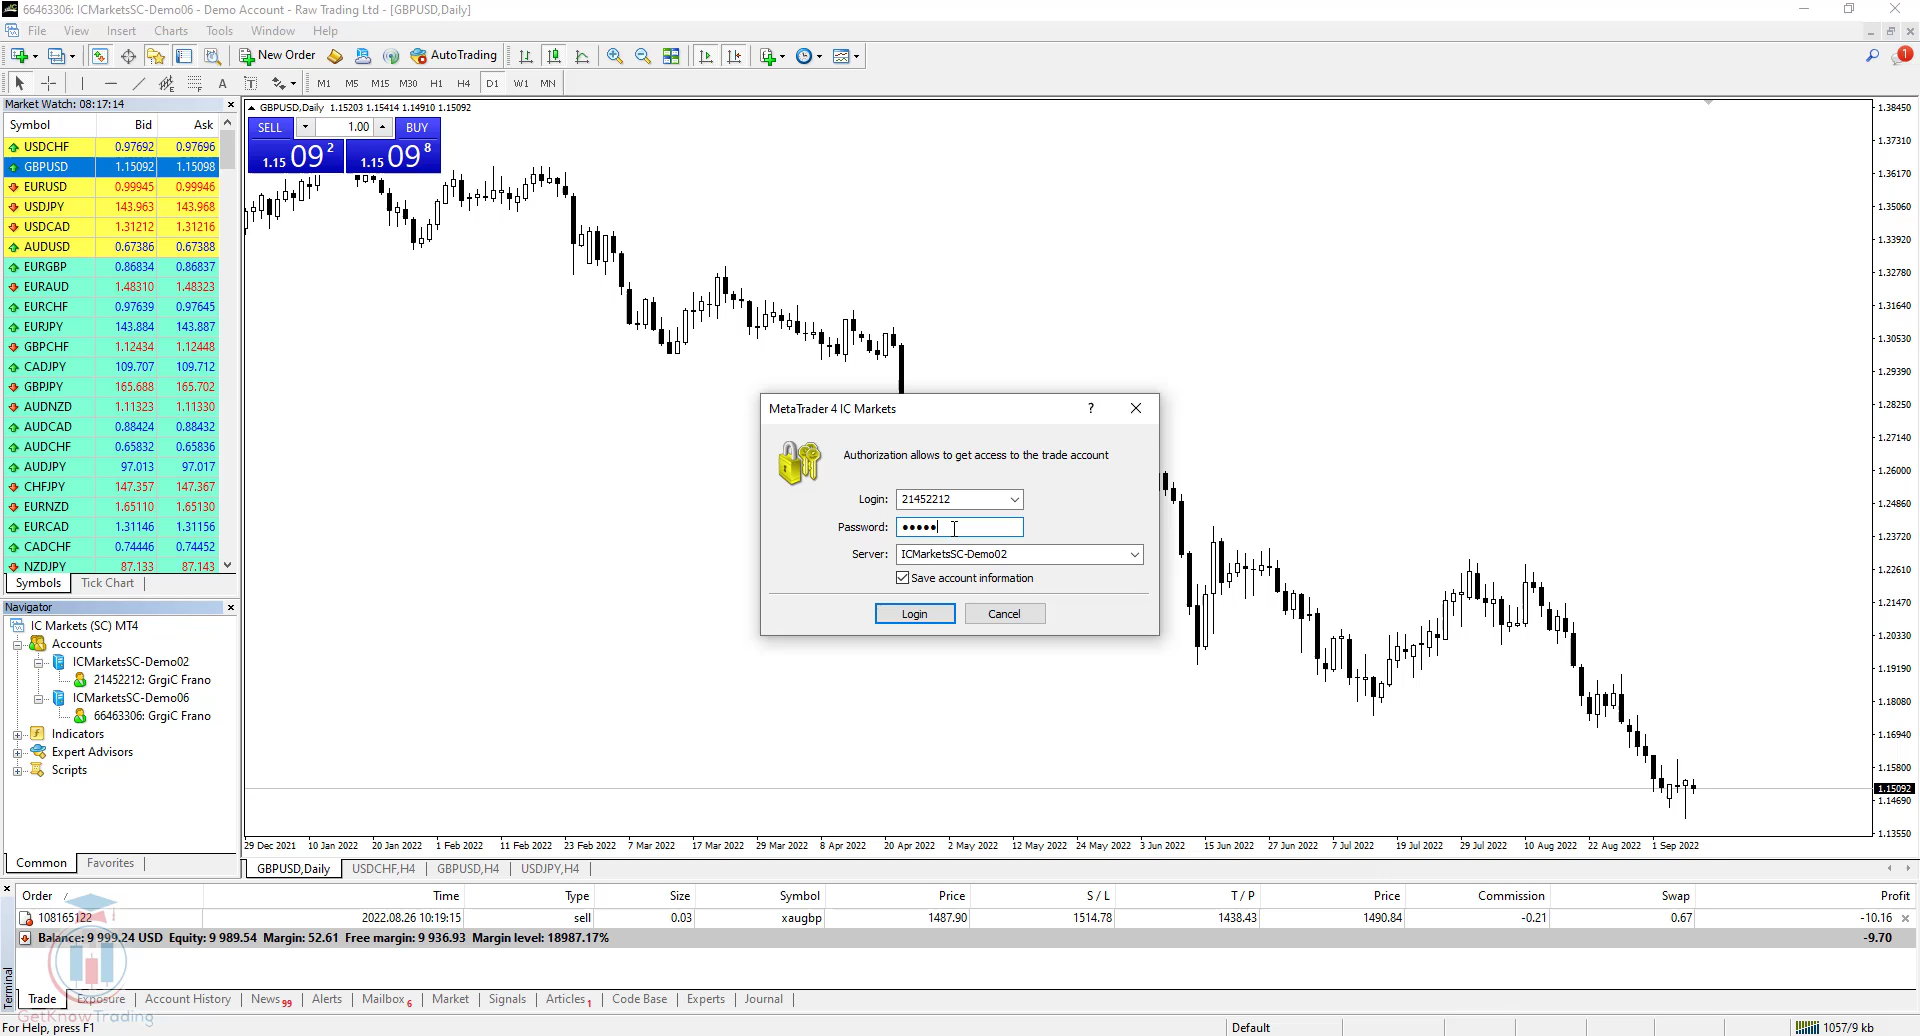 66463306: ICMarketsSC-Demo06 - Demo Account - Raw Trading Ltd - [GBPUSD,Daily]
File View Insert Charts Tools Window Help
New Order AutoTrading 1
A T M1 M5 M15 M30 H1 H4 D1 W1 MN
Market Watch: 08:17:14
Symbol Bid Ask
USDCHF 0.97692 0.97696
GBPUSD 1.15092 1.15098
EURUSD 0.99945 0.99946
USDJPY 143.963 143.968
USDCAD 1.31212 1.31216
AUDUSD 0.67386 0.67388
EURGBP 0.86834 0.86837
EURAUD 1.48310 1.48323
EURCHF 0.97639 0.97645
EURJPY 143.884 143.887
GBPCHF 1.12434 1.12448
CADJPY 109.707 109.712
GBPJPY 165.688 165.702
AUDNZD 1.11323 1.11330
AUDCAD 0.88424 0.88432
AUDCHF 0.65832 0.65836
AUDJPY 97.013 97.017
CHFJPY 147.357 147.367
EURNZD 1.65110 1.65130
EURCAD 1.31146 1.31156
CADCHF 0.74446 0.74452
NZDJPY 87.133 87.143
Symbols Tick Chart
Navigator
IC Markets (SC) MT4
Accounts
ICMarketsSC-Demo02
21452212: GrgiC Frano
ICMarketsSC-Demo06
66463306: GrgiC Frano
Indicators
Expert Advisors
Scripts
Common Favorites
GBPUSD,Daily 1.15203 1.15414 1.14910 1.15092
SELL 1.00 BUY
1.15 09 2 1.15 09 8
MetaTrader 4 IC Markets ?
Authorization allows to get access to the trade account
Login: 21452212
Password: •••••
Server: ICMarketsSC-Demo02
Save account information
Login Cancel
1.38450
1.37310
1.36170
1.35060
1.33920
1.32780
1.31640
1.30530
1.29390
1.28250
1.27140
1.26000
1.24860
1.23720
1.22610
1.21470
1.20330
1.19190
1.18080
1.16940
1.15800
1.15092
1.14690
1.13550
29 Dec 2021 10 Jan 2022 20 Jan 2022 1 Feb 2022 11 Feb 2022 23 Feb 2022 7 Mar 2022 17 Mar 2022 29 Mar 2022 8 Apr 2022 20 Apr 2022 2 May 2022 12 May 2022 24 May 2022 3 Jun 2022 15 Jun 2022 27 Jun 2022 7 Jul 2022 19 Jul 2022 29 Jul 2022 10 Aug 2022 22 Aug 2022 1 Sep 2022
GBPUSD,Daily USDCHF,H4 GBPUSD,H4 USDJPY,H4
Order / Time Type Size Symbol Price S / L T / P Price Commission Swap Profit
108165122 2022.08.26 10:19:15 sell 0.03 xaugbp 1487.90 1514.78 1438.43 1490.84 -0.21 0.67 -10.16
Balance: 9 999.24 USD Equity: 9 989.54 Margin: 52.61 Free margin: 9 936.93 Margin level: 18987.17% -9.70
Terminal
Trade Exposure Account History News 99 Alerts Mailbox 6 Market Signals Articles 1 Code Base Experts Journal
GetKnowTrading
For Help, press F1 Default 1057/9 kb